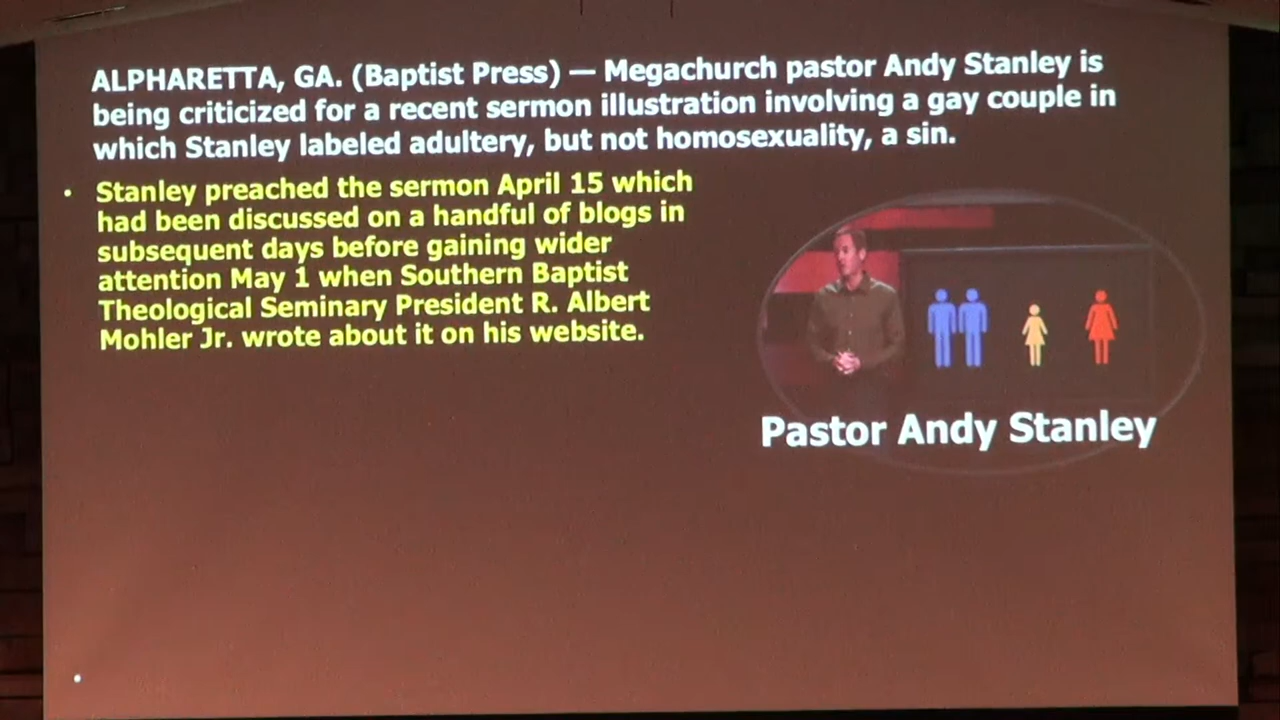 ALPHARETTA, GA. (Baptist Press) — Megachurch pastor Andy Stanley is
being criticized for a recent sermon illustration involving a gay couple in
which Stanley labeled adultery, but not homosexuality, a sin.
• Stanley preached the sermon April 15 which
had been discussed on a handful of blogs in
subsequent days before gaining wider
attention May 1 when Southern Baptist
Theological Seminary President R. Albert
Mohler Jr. wrote about it on his website.
Pastor Andy Stanley